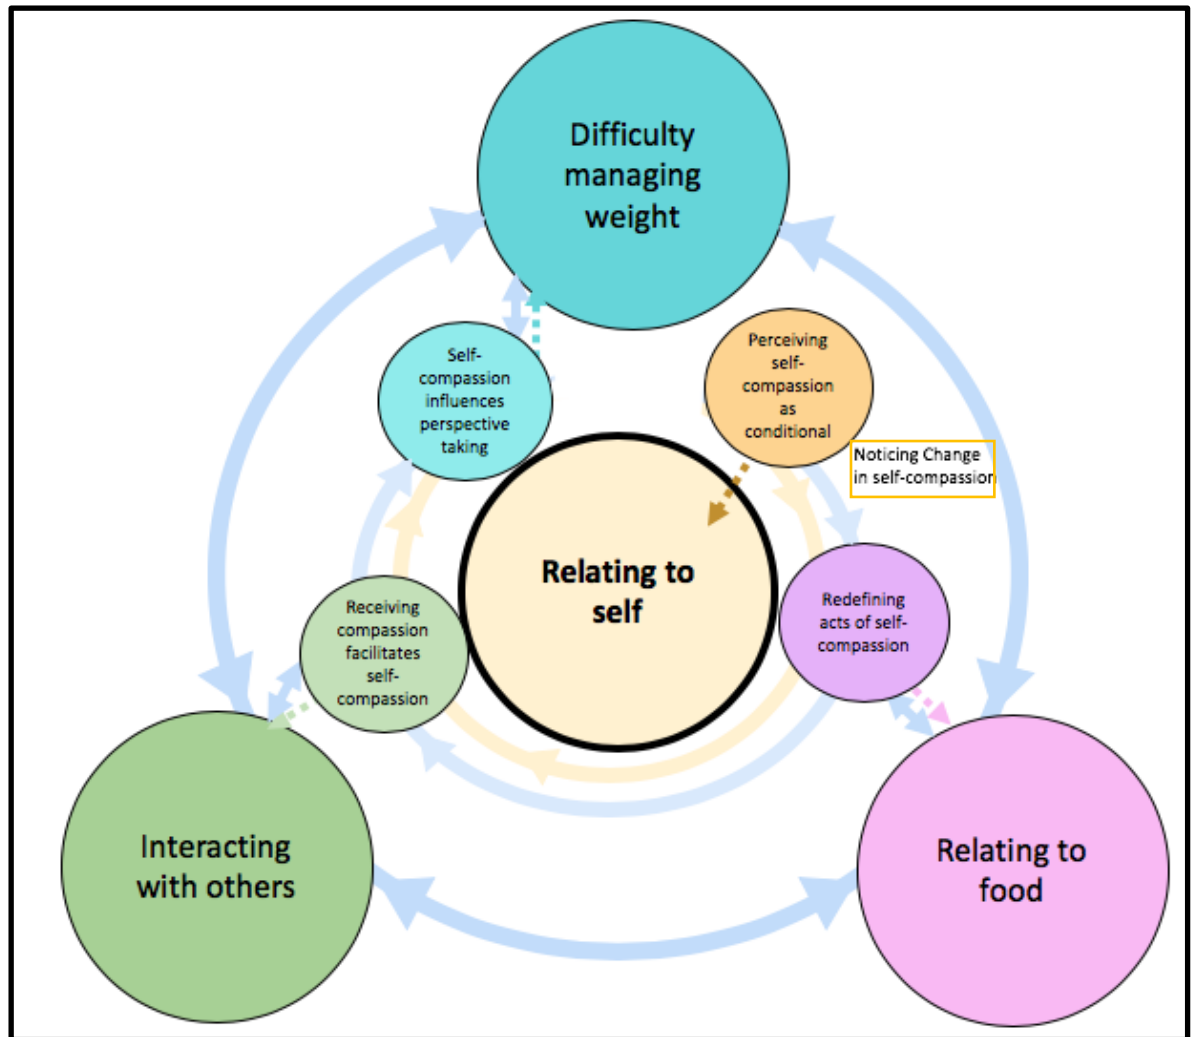 Difficulty
managing
weight
Self-
compassion
influences
perspective
taking
Perceiving
self-
compassion
as
conditional
Noticing Change
in self-compassion
Relating to
self
Receiving
compassion
facilitates
self-
compassion
Redefining
acts of self-
compassion
Interacting
with others
Relating to
food